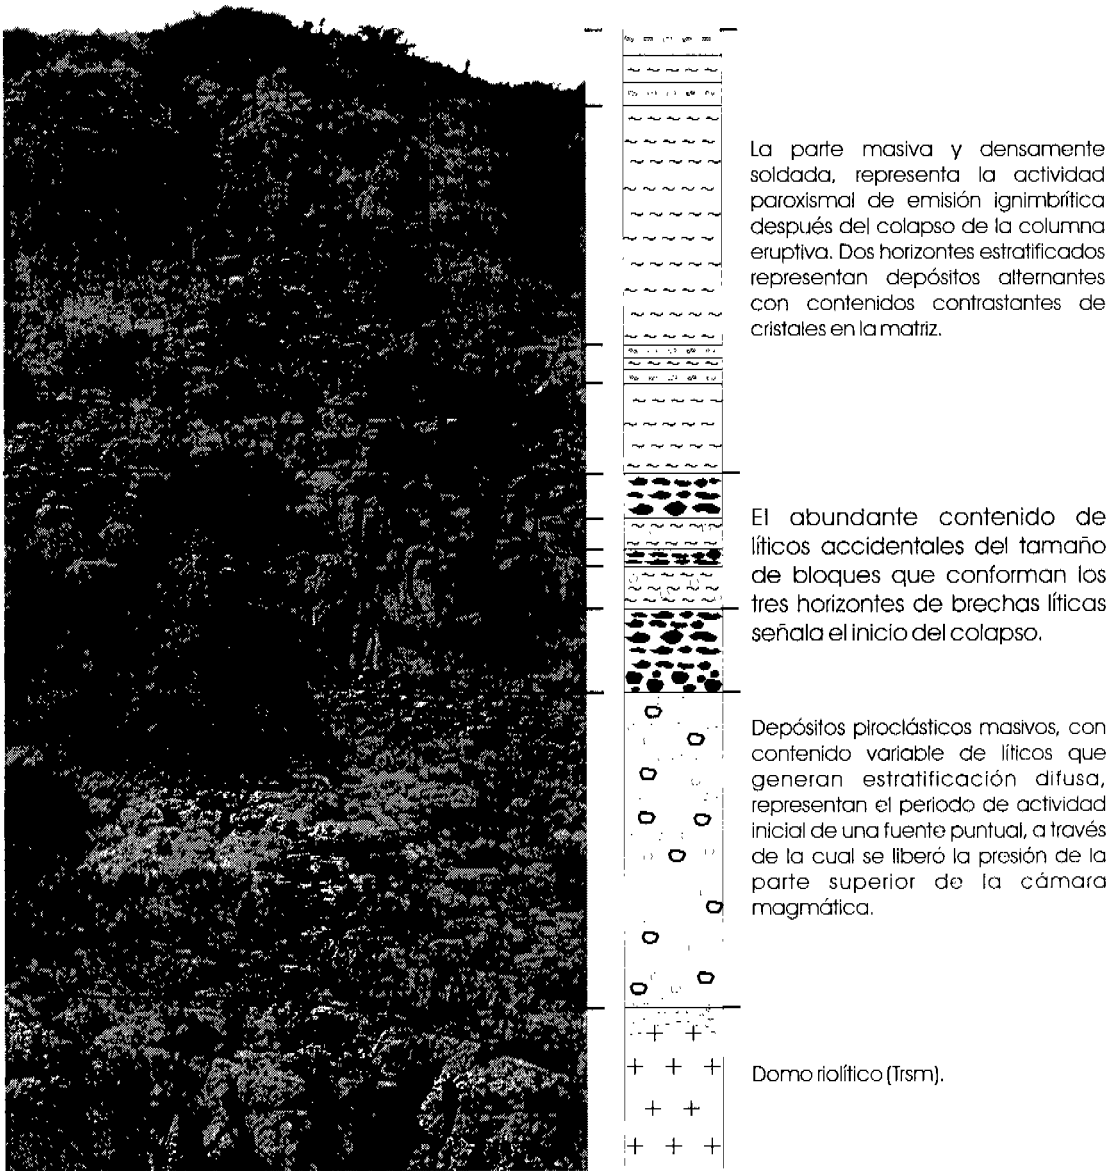 La parte masiva y densamente
soldada, representa la actividad
paroxismal de emisión ignimbrítica
después del colapso de la columna
eruptiva. Dos horizontes estratificados
representan depósitos alternantes
con contenidos contrastantes de
cristales en la matriz.
El abundante contenido de
líticos accidentales del tamaño
de bloques que conforman los
tres horizontes de brechas líticas
señala el inicio del colapso.
Depósitos piroclásticos masivos, con
contenido variable de líticos que
generan estratificación difusa,
representan el periodo de actividad
inicial de una fuente puntual, a través
de la cual se liberó la presión de la
parte superior de la cámara
magmática.
Domo riolítico (Trsm).